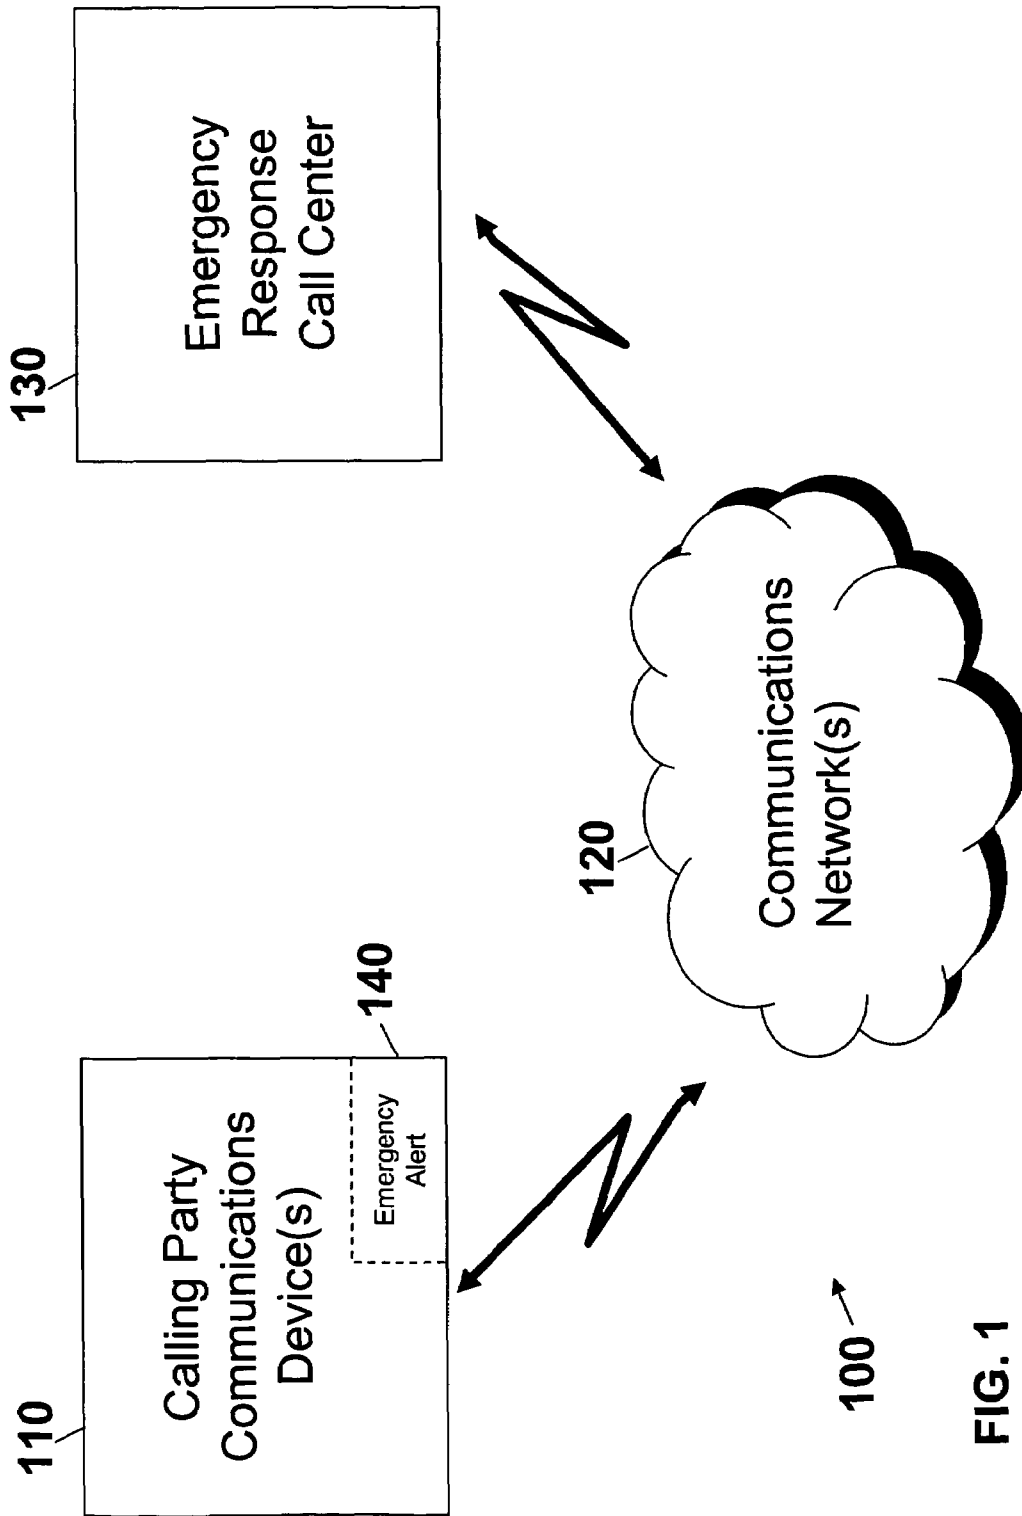 110
Calling Party
Communications
Device(s)
Emergency
Alert
140
130
Emergency
Response
Call Center
120
Communications
Network(s)
100
FIG. 1